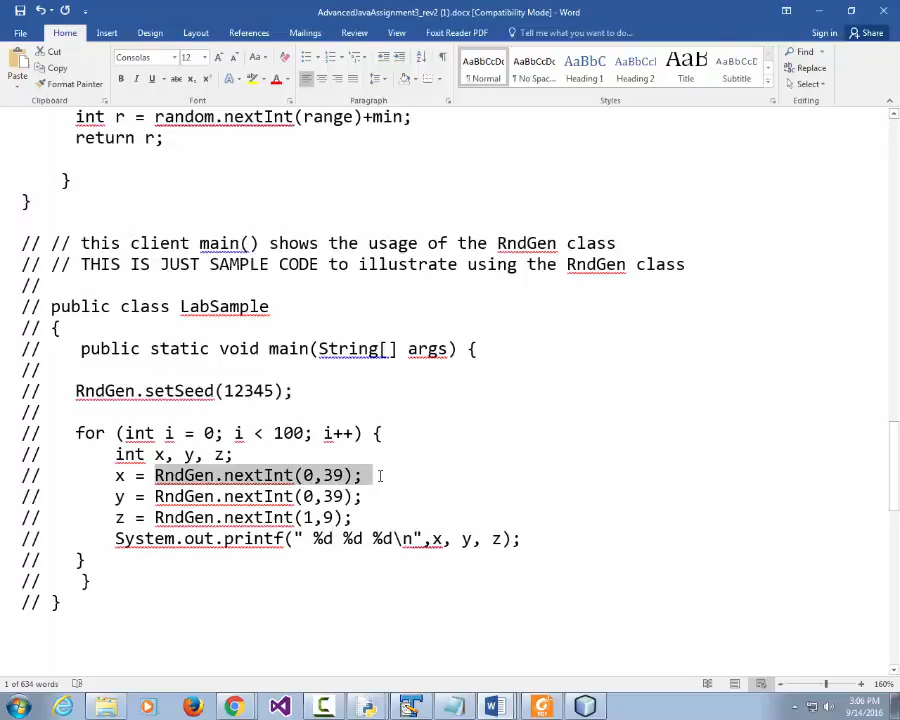 AdvancedJavaAssignment3_rev2 (1).docx [Compatibility Mode] - Word
File Home Insert Design Layout References Mailings Review View Foxit Reader PDF Tell me what you want to do... Sign in Share
Paste Cut Copy Format Painter
Consolas 12 Aa
B I U abc X₂ X² A A
AaBbCcDc AaBbCcDc AaBbC AaBbCcI AaB AaBbCcD
¶ Normal ¶ No Spac... Heading 1 Heading 2 Title Subtitle
Find Replace Select
Clipboard Font Paragraph Styles Editing
int r = random.nextInt(range)+min;
return r;
}
}
// // this client main() shows the usage of the RndGen class
// // THIS IS JUST SAMPLE CODE to illustrate using the RndGen class
//
// public class LabSample
// {
// public static void main(String[] args) {
//
// RndGen.setSeed(12345);
//
// for (int i = 0; i < 100; i++) {
// int x, y, z;
// x = RndGen.nextInt(0,39);
// y = RndGen.nextInt(0,39);
// z = RndGen.nextInt(1,9);
// System.out.printf(" %d %d %d\n",x, y, z);
// }
// }
// }
1 of 634 words 160%
3:06 PM
9/14/2016